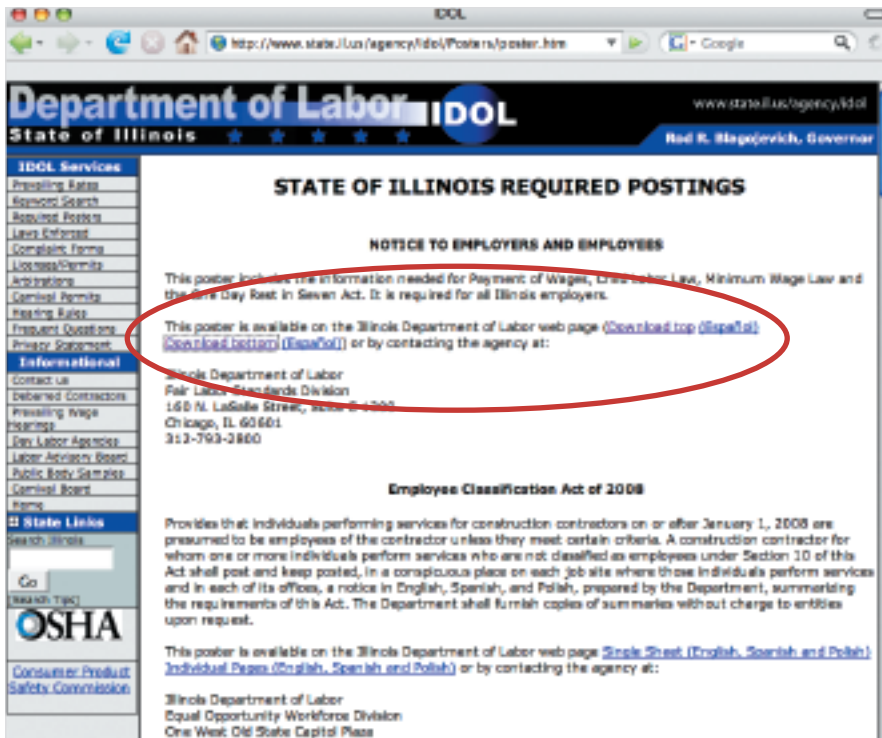 IDOL
http://www.state.il.us/agency/idol/Posters/poster.htm
Google
Department of Labor IDOL
www.state.il.us/agency/idol
State of Illinois
Rod R. Blagojevich, Governor
IDOL Services
Prevailing Rates
Keyword Search
Required Posters
Laws Enforced
Complaint Forms
Licenses/Permits
Arbitrations
Carnival Permits
Hearing Rules
Frequent Questions
Privacy Statement
Informational
Contact us
Debarred Contractors
Prevailing Wage
Hearings
Day Labor Agencies
Labor Advisory Board
Public Body Samples
Carnival Board
Home
State Links
Search Illinois
Go
[Search Tips]
OSHA
Consumer Product
Safety Commission
STATE OF ILLINOIS REQUIRED POSTINGS
NOTICE TO EMPLOYERS AND EMPLOYEES
This poster includes the information needed for Payment of Wages, Child Labor Law, Minimum Wage Law and
the One Day Rest in Seven Act. It is required for all Illinois employers.
This poster is available on the Illinois Department of Labor web page (Download top (Español)
Download bottom (Español)) or by contacting the agency at:
Illinois Department of Labor
Fair Labor Standards Division
160 N. LaSalle Street, Suite C-1300
Chicago, IL 60601
312-793-2800
Employee Classification Act of 2008
Provides that individuals performing services for construction contractors on or after January 1, 2008 are
presumed to be employees of the contractor unless they meet certain criteria. A construction contractor for
whom one or more individuals perform services who are not classified as employees under Section 10 of this
Act shall post and keep posted, in a conspicuous place on each job site where those individuals perform services
and in each of its offices, a notice in English, Spanish, and Polish, prepared by the Department, summarizing
the requirements of this Act. The Department shall furnish copies of summaries without charge to entities
upon request.
This poster is available on the Illinois Department of Labor web page Single Sheet (English, Spanish and Polish)
Individual Pages (English, Spanish and Polish) or by contacting the agency at:
Illinois Department of Labor
Equal Opportunity Workforce Division
One West Old State Capitol Plaza